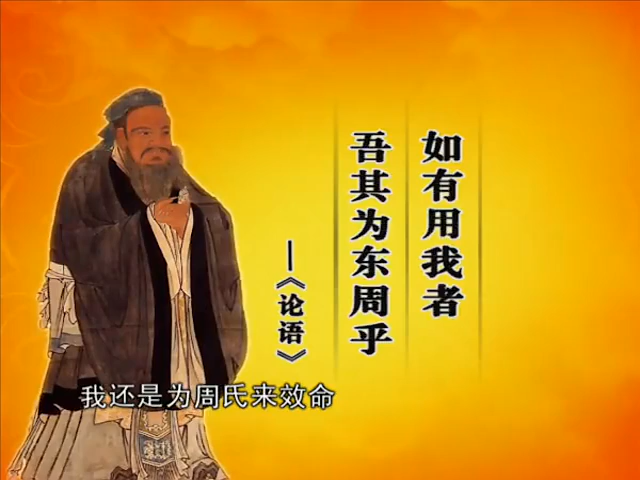 如有用我者
吾其为东周乎
—《论语》
我还是为周氏来效命